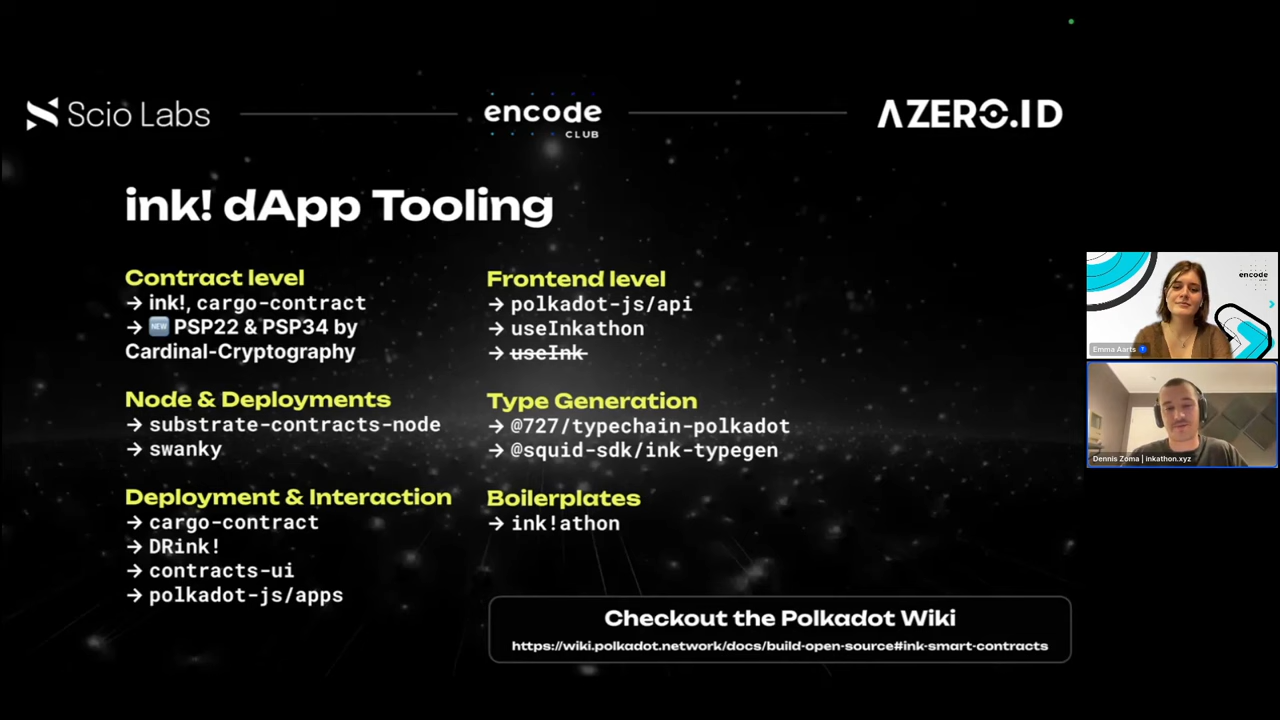 Scio Labs
encode
CLUB
AZERO.ID
ink! dApp Tooling
Contract level
→ ink!, cargo-contract
→ 🆕 PSP22 & PSP34 by
Cardinal-Cryptography
Node & Deployments
→ substrate-contracts-node
→ swanky
Deployment & Interaction
→ cargo-contract
→ DRink!
→ contracts-ui
→ polkadot-js/apps
Frontend level
→ polkadot-js/api
→ useInkathon
→ useInk
Type Generation
→ @727/typechain-polkadot
→ @squid-sdk/ink-typegen
Boilerplates
→ ink!athon
Checkout the Polkadot Wiki
https://wiki.polkadot.network/docs/build-open-source#ink-smart-contracts
encode
Emma Aarts
Dennis Zoma | inkathon.xyz